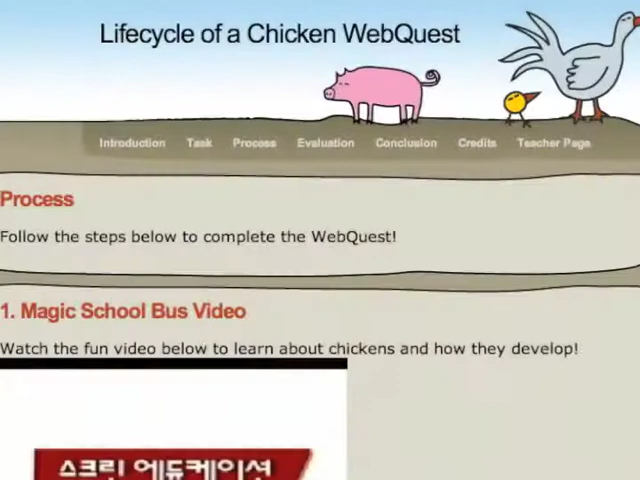 Lifecycle of a Chicken WebQuest
Introduction Task Process Evaluation Conclusion Credits Teacher Page
Process
Follow the steps below to complete the WebQuest!
1. Magic School Bus Video
Watch the fun video below to learn about chickens and how they develop!
스크린 에듀케이션